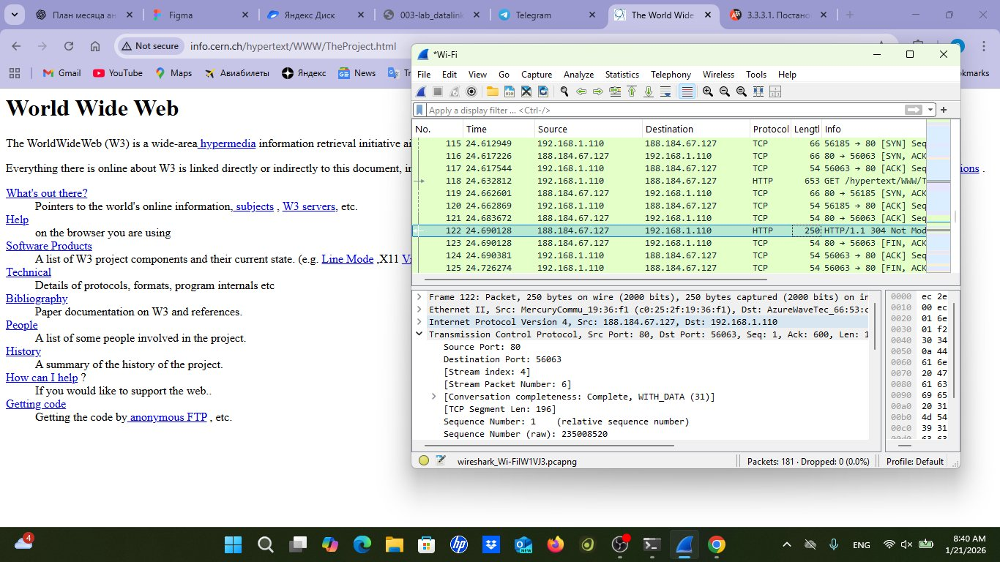 План месяца ан
Figma
Яндекс Диск
003-lab_datalink
Telegram
The World Wide
3.3.3.1. Постано
Not secure
info.cern.ch/hypertext/WWW/TheProject.html
Gmail
YouTube
Maps
Авиабилеты
Яндекс
News
kmarks
World Wide Web
The WorldWideWeb (W3) is a wide-area hypermedia information retrieval initiative
Everything there is online about W3 is linked directly or indirectly to this document,
ions .
What's out there?
Pointers to the world's online information, subjects , W3 servers, etc.
Help
on the browser you are using
Software Products
A list of W3 project components and their current state. (e.g. Line Mode ,X11
Technical
Details of protocols, formats, program internals etc
Bibliography
Paper documentation on W3 and references.
People
A list of some people involved in the project.
History
A summary of the history of the project.
How can I help ?
If you would like to support the web..
Getting code
Getting the code by anonymous FTP , etc.
*Wi-Fi
File Edit View Go Capture Analyze Statistics Telephony Wireless Tools Help
Apply a display filter ... <Ctrl-/>
No. Time Source Destination Protocol Lengtl Info
115 24.612949 192.168.1.110 188.184.67.127 TCP 66 56185 → 80 [SYN] Seq
116 24.617226 188.184.67.127 192.168.1.110 TCP 66 80 → 56063 [SYN, ACK
117 24.617544 192.168.1.110 188.184.67.127 TCP 54 56063 → 80 [ACK] Seq
118 24.632812 192.168.1.110 188.184.67.127 HTTP 653 GET /hypertext/WWW/T
119 24.662601 188.184.67.127 192.168.1.110 TCP 66 80 → 56185 [SYN, ACK
120 24.662869 192.168.1.110 188.184.67.127 TCP 54 56185 → 80 [ACK] Seq
121 24.683672 188.184.67.127 192.168.1.110 TCP 54 80 → 56063 [ACK] Seq
122 24.690128 188.184.67.127 192.168.1.110 HTTP 250 HTTP/1.1 304 Not Mod
123 24.690128 188.184.67.127 192.168.1.110 TCP 54 80 → 56063 [FIN, ACK
124 24.690381 192.168.1.110 188.184.67.127 TCP 54 56063 → 80 [ACK] Seq
125 24.726274 192.168.1.110 188.184.67.127 TCP 54 56063 → 80 [FIN, ACK
Frame 122: Packet, 250 bytes on wire (2000 bits), 250 bytes captured (2000 bits) on in
Ethernet II, Src: MercuryCommu_19:36:f1 (c0:25:2f:19:36:f1), Dst: AzureWaveTec_66:53:c
Internet Protocol Version 4, Src: 188.184.67.127, Dst: 192.168.1.110
Transmission Control Protocol, Src Port: 80, Dst Port: 56063, Seq: 1, Ack: 600, Len: 1
Source Port: 80
Destination Port: 56063
[Stream index: 4]
[Stream Packet Number: 6]
[Conversation completeness: Complete, WITH_DATA (31)]
[TCP Segment Len: 196]
Sequence Number: 1 (relative sequence number)
Sequence Number (raw): 235008520
0000 ec 2e
0010 00 ec
0020 01 6e
0030 01 f2
0040 30 34
0050 0a 44
0060 61 6e
0070 20 47
0080 61 63
0090 69 65
00a0 20 31
00b0 4d 54
00c0 39 31
00d0 63 63
wireshark_Wi-FiIW1VJ3.pcapng
Packets: 181 · Dropped: 0 (0.0%)
Profile: Default
4
NEW
ENG
8:40 AM
1/21/2026